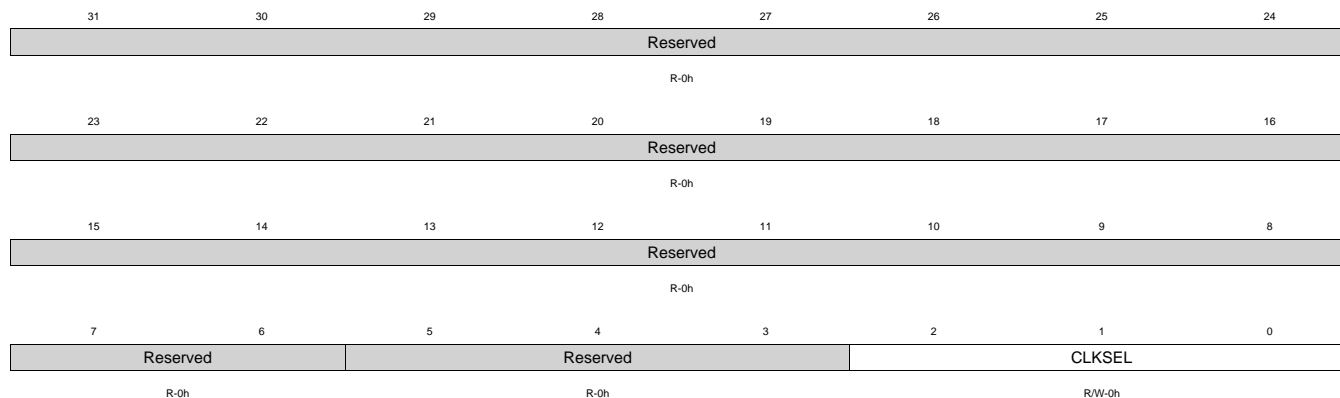 31 30 29 28 27 26 25 24
Reserved
R-0h
23 22 21 20 19 18 17 16
Reserved
R-0h
15 14 13 12 11 10 9 8
Reserved
R-0h
7 6 5 4 3 2 1 0
Reserved Reserved CLKSEL
R-0h R-0h R/W-0h